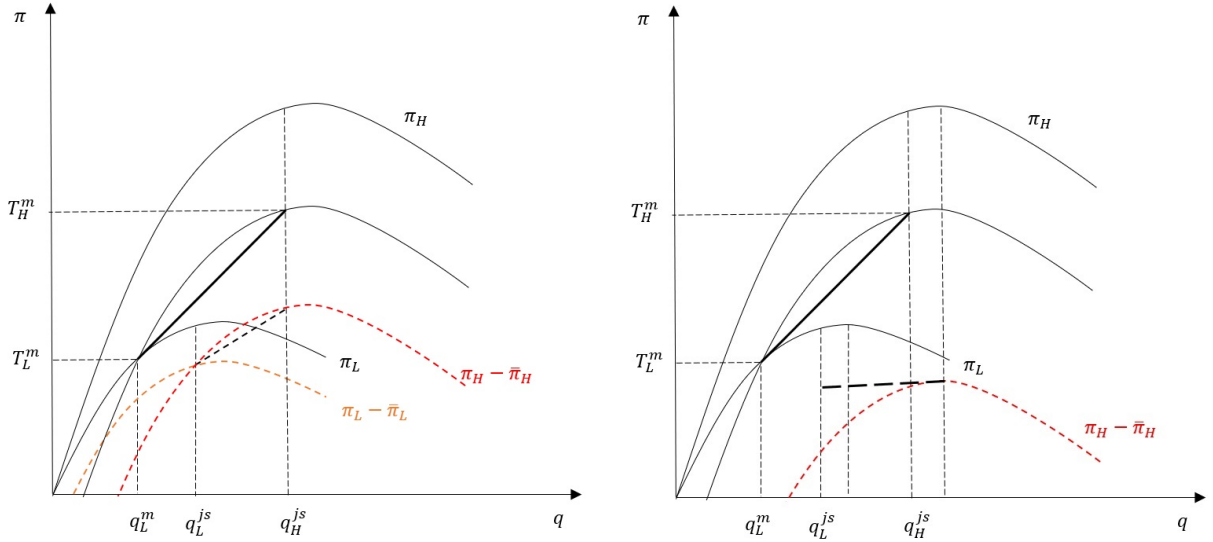 π
π_H
T_H^m
T_L^m
π_L
π_H − π̄_H
π_L − π̄_L
q_L^m
q_L^{js}
q_H^{js}
q
π
π_H
T_H^m
T_L^m
π_L
π_H − π̄_H
q_L^m
q_L^{js}
q_H^{js}
q